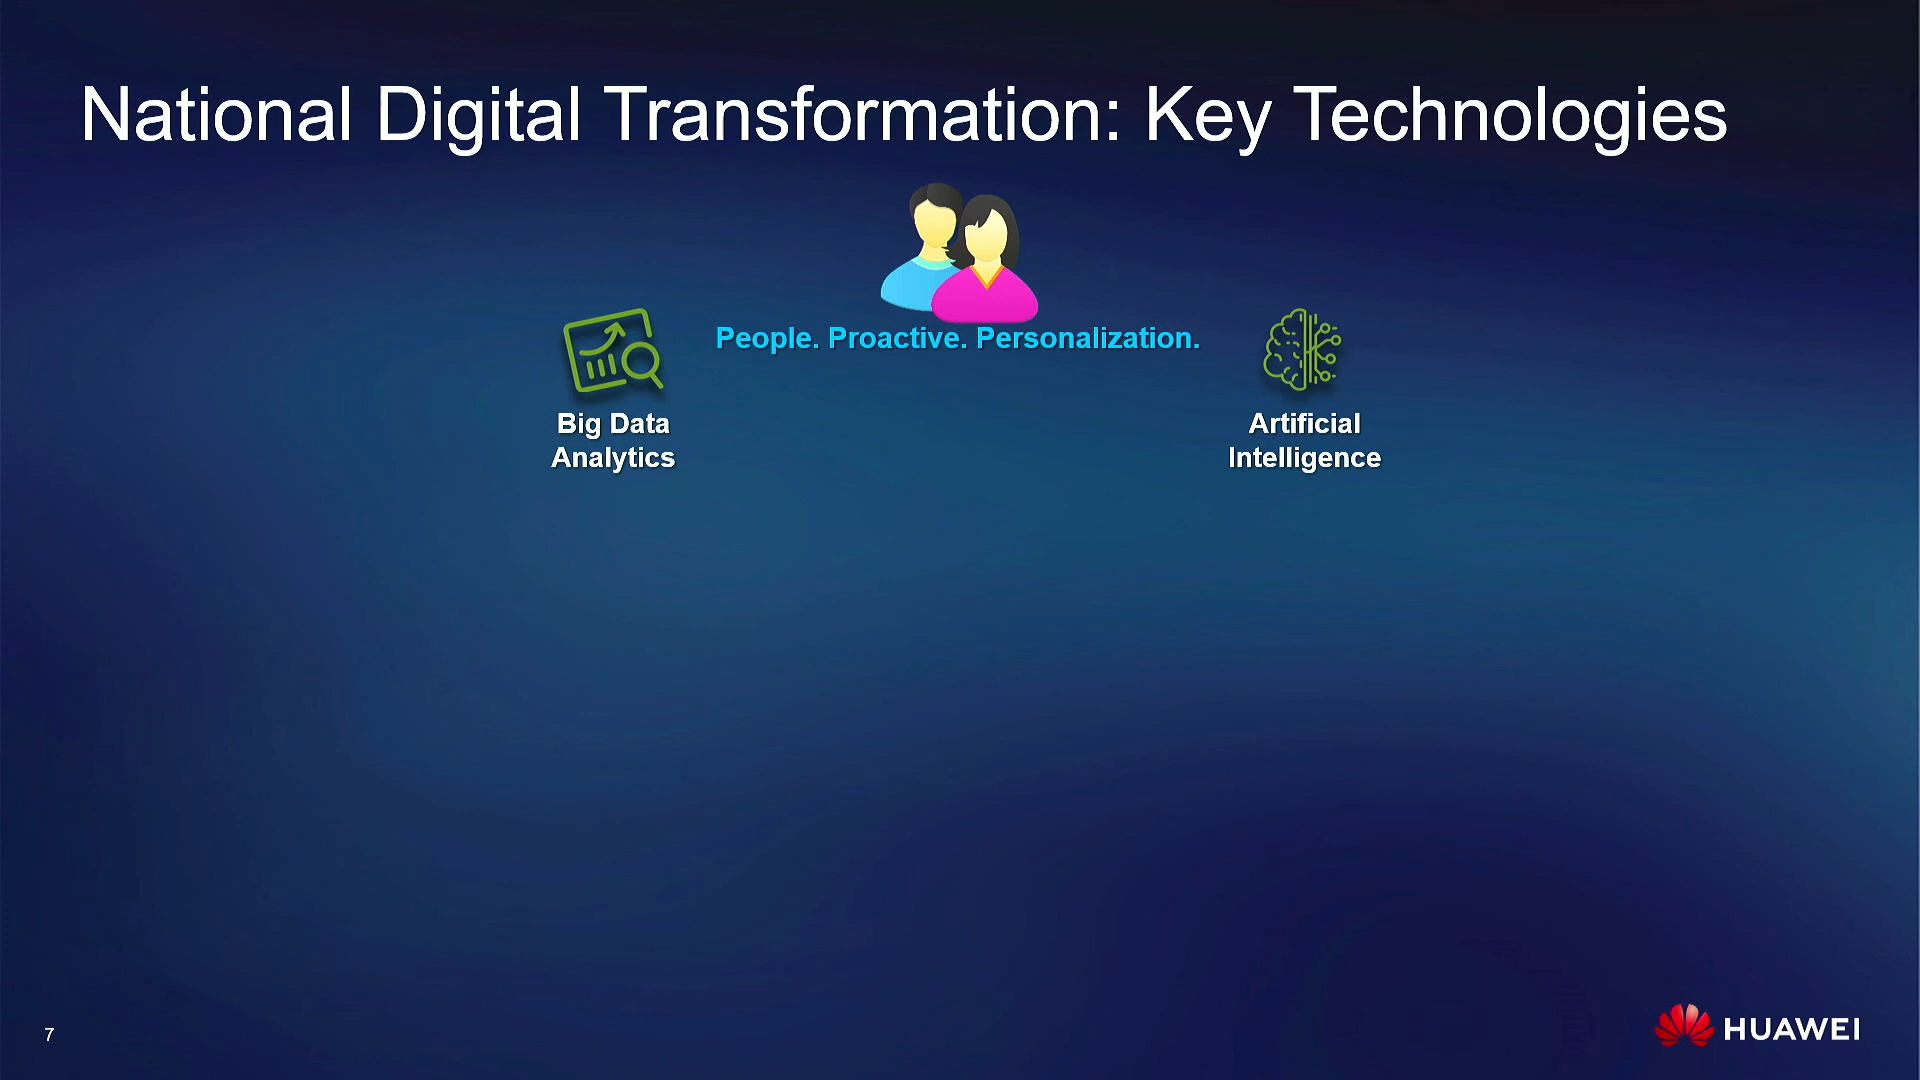 National Digital Transformation: Key Technologies
People. Proactive. Personalization.
Big Data
Analytics
Artificial
Intelligence
7
HUAWEI